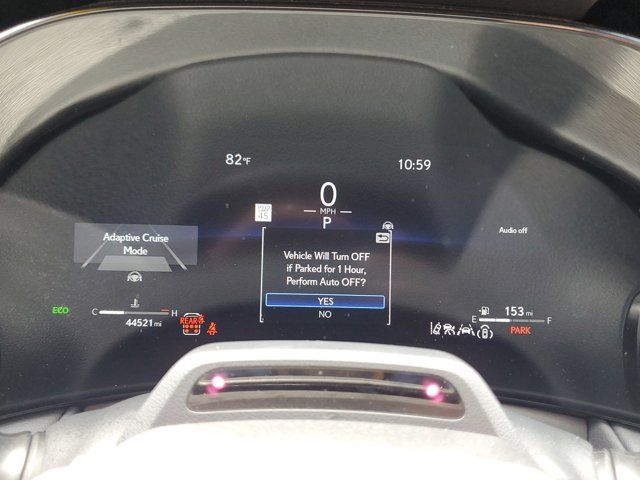 82°F
10:59
0
MPH
P
45
Adaptive Cruise
Mode
Audio off
Vehicle Will Turn OFF
if Parked for 1 Hour,
Perform Auto OFF?
YES
NO
ECO
C
H
44521 mi
REAR
153 mi
E
F
PARK